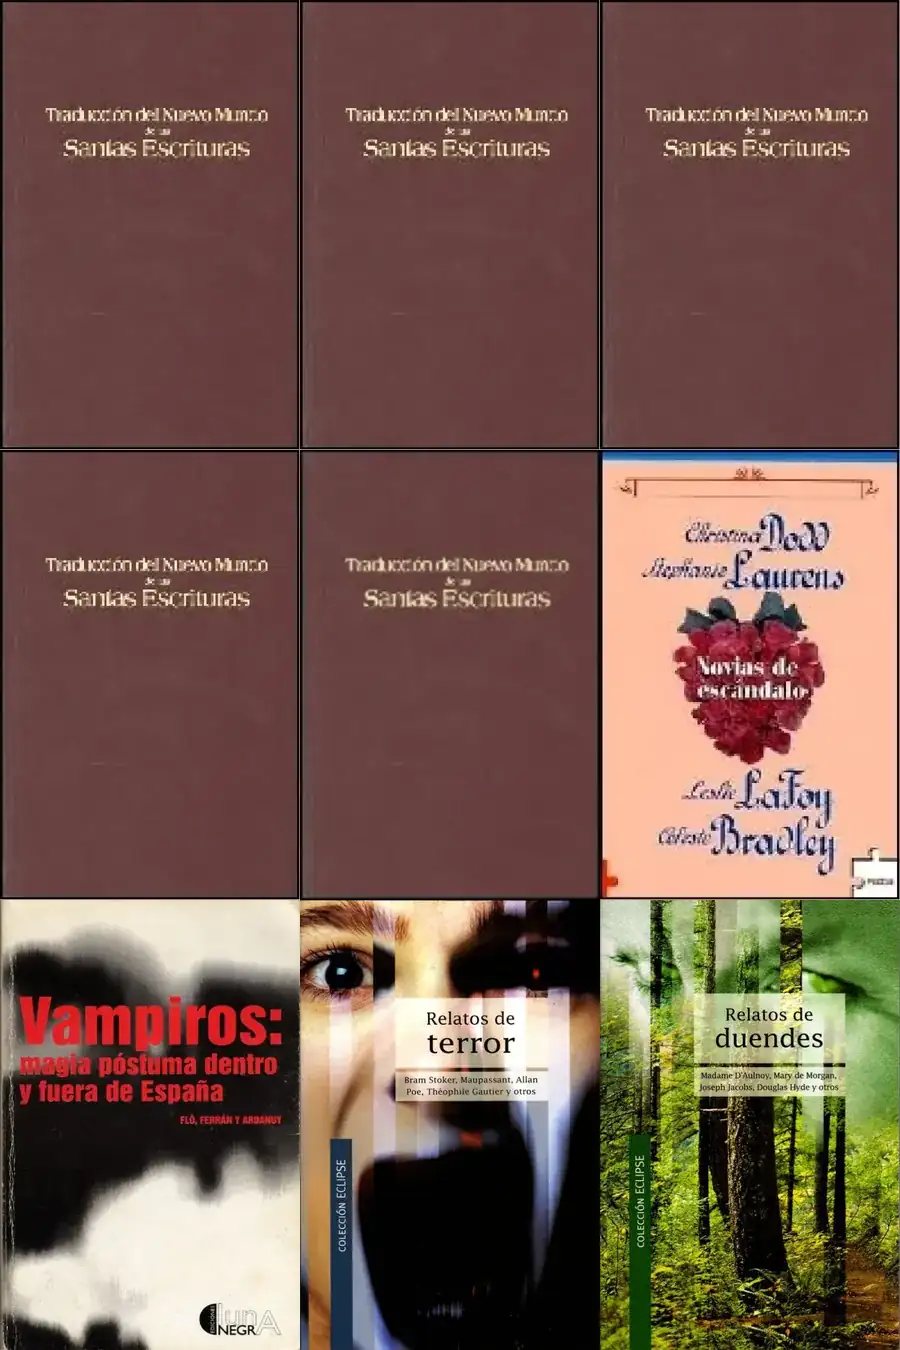 Traducción del Nuevo Mundo
de las
Santas Escrituras
Traducción del Nuevo Mundo
de las
Santas Escrituras
Traducción del Nuevo Mundo
de las
Santas Escrituras
Traducción del Nuevo Mundo
de las
Santas Escrituras
Traducción del Nuevo Mundo
de las
Santas Escrituras
Christina Dodd
Stephanie Laurens
Novias de
escándalo
Leslie LaFoy
Celeste Bradley
PUZZLE
Vampiros:
magia póstuma dentro
y fuera de España
FLÒ, FERRÁN Y ARDANUY
EDICIONES
LunA
NEGRA
Relatos de
terror
Bram Stoker, Maupassant, Allan
Poe, Théophile Gautier y otros
COLECCIÓN ECLIPSE
Relatos de
duendes
Madame D'Aulnoy, Mary de Morgan,
Joseph Jacobs, Douglas Hyde y otros
COLECCIÓN ECLIPSE